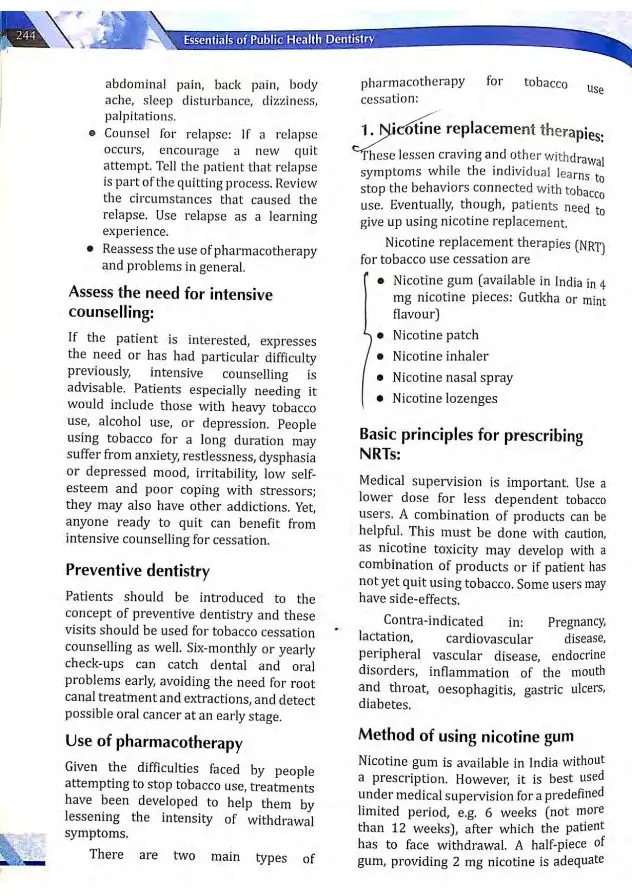 244
Essentials of Public Health Dentistry
abdominal pain, back pain, body
ache, sleep disturbance, dizziness,
palpitations.
● Counsel for relapse: If a relapse
occurs, encourage a new quit
attempt. Tell the patient that relapse
is part of the quitting process. Review
the circumstances that caused the
relapse. Use relapse as a learning
experience.
● Reassess the use of pharmacotherapy
and problems in general.
Assess the need for intensive
counselling:
If the patient is interested, expresses
the need or has had particular difficulty
previously, intensive counselling is
advisable. Patients especially needing it
would include those with heavy tobacco
use, alcohol use, or depression. People
using tobacco for a long duration may
suffer from anxiety, restlessness, dysphasia
or depressed mood, irritability, low self-
esteem and poor coping with stressors;
they may also have other addictions. Yet,
anyone ready to quit can benefit from
intensive counselling for cessation.
Preventive dentistry
Patients should be introduced to the
concept of preventive dentistry and these
visits should be used for tobacco cessation
counselling as well. Six-monthly or yearly
check-ups can catch dental and oral
problems early, avoiding the need for root
canal treatment and extractions, and detect
possible oral cancer at an early stage.
Use of pharmacotherapy
Given the difficulties faced by people
attempting to stop tobacco use, treatments
have been developed to help them by
lessening the intensity of withdrawal
symptoms.
There are two main types of
pharmacotherapy for tobacco use
cessation:
1. Nicotine replacement therapies:
These lessen craving and other withdrawal
symptoms while the individual learns to
stop the behaviors connected with tobacco
use. Eventually, though, patients need to
give up using nicotine replacement.
Nicotine replacement therapies (NRT)
for tobacco use cessation are
● Nicotine gum (available in India in 4
mg nicotine pieces: Gutkha or mint
flavour)
● Nicotine patch
● Nicotine inhaler
● Nicotine nasal spray
● Nicotine lozenges
Basic principles for prescribing
NRTs:
Medical supervision is important. Use a
lower dose for less dependent tobacco
users. A combination of products can be
helpful. This must be done with caution,
as nicotine toxicity may develop with a
combination of products or if patient has
not yet quit using tobacco. Some users may
have side-effects.
Contra-indicated in: Pregnancy,
lactation, cardiovascular disease,
peripheral vascular disease, endocrine
disorders, inflammation of the mouth
and throat, oesophagitis, gastric ulcers,
diabetes.
Method of using nicotine gum
Nicotine gum is available in India without
a prescription. However, it is best used
under medical supervision for a predefined
limited period, e.g. 6 weeks (not more
than 12 weeks), after which the patient
has to face withdrawal. A half-piece of
gum, providing 2 mg nicotine is adequate